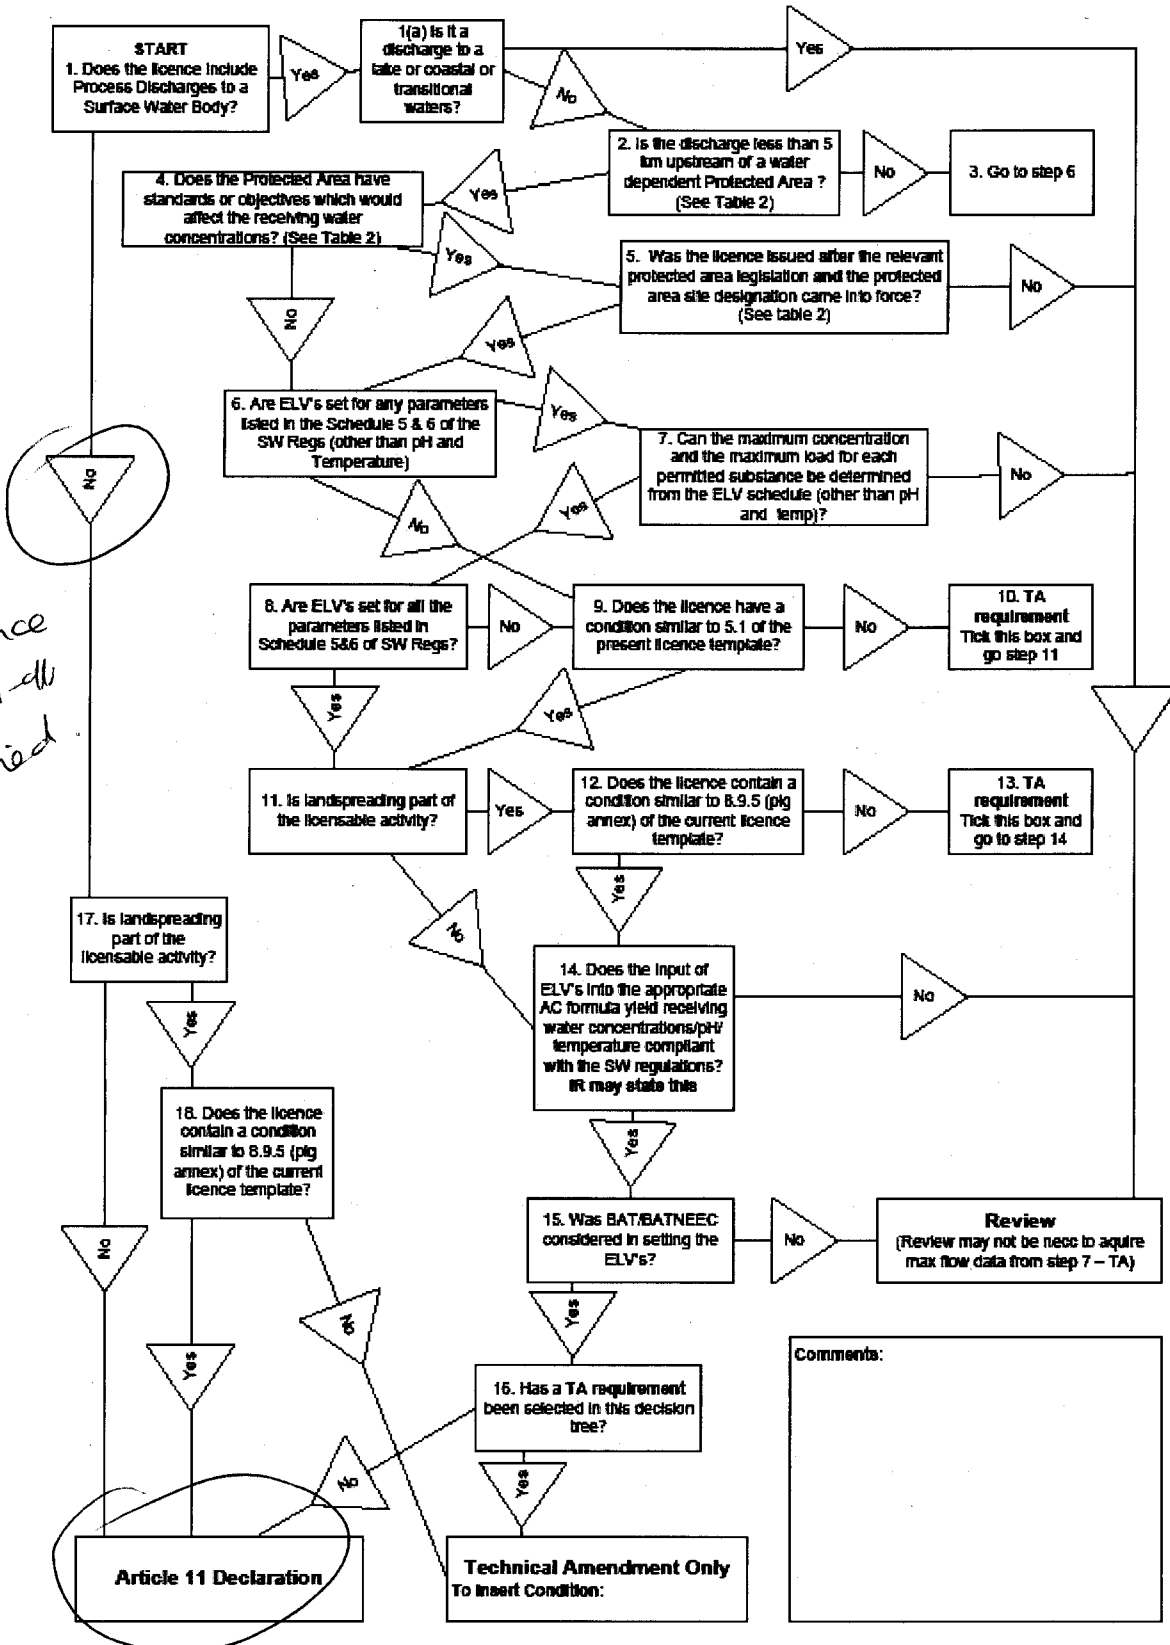 START
1. Does the licence include
Process Discharges to a
Surface Water Body?
Yes
1(a) Is it a
discharge to a
lake or coastal or
transitional
waters?
Yes
No
2. Is the discharge less than 5
km upstream of a water
dependent Protected Area ?
(See Table 2)
No
3. Go to step 6
Yes
4. Does the Protected Area have
standards or objectives which would
affect the receiving water
concentrations? (See Table 2)
Yes
No
5. Was the licence issued after the relevant
protected area legislation and the protected
area site designation came into force?
(See table 2)
No
Yes
6. Are ELV's set for any parameters
listed in the Schedule 5 & 6 of the
SW Regs (other than pH and
Temperature)
Yes
No
7. Can the maximum concentration
and the maximum load for each
permitted substance be determined
from the ELV schedule (other than pH
and temp)?
No
Yes
No
8. Are ELV's set for all the
parameters listed in
Schedule 5&6 of SW Regs?
No
9. Does the licence have a
condition similar to 5.1 of the
present licence template?
No
10. TA
requirement
Tick this box and
go step 11
Yes
Yes
11. Is landspreading part of
the licensable activity?
Yes
12. Does the licence contain a
condition similar to 6.9.5 (pig
annex) of the current licence
template?
No
13. TA
requirement
Tick this box and
go to step 14
No
Yes
17. Is landspreading
part of the
licensable activity?
14. Does the input of
ELV's into the appropritate
AC formula yield receiving
water concentrations/pH/
temperature compliant
with the SW regulations?
IR may state this
No
Yes
Yes
18. Does the licence
contain a condition
similar to 6.9.5 (pig
annex) of the current
licence template?
15. Was BAT/BATNEEC
considered in setting the
ELV's?
No
Review
(Review may not be necc to aquire
max flow data from step 7 – TA)
No
No
Yes
Yes
Comments:
16. Has a TA requirement
been selected in this decision
tree?
No
Yes
Article 11 Declaration
Technical Amendment Only
To Insert Condition: